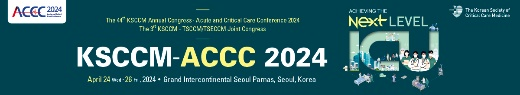 ACCC 2024
The 44th KSCCM Annual Congress · Acute and Critical Care Conference 2024
The 3rd KSCCM - TSCCM/TSECCM Joint Congress
KSCCM-ACCC 2024
April 24 Wed -26 Fri, 2024 • Grand Intercontinental Seoul Parnas, Seoul, Korea
ACHIEVING THE
Next LEVEL
ICU
The Korean Society of
Critical Care Medicine